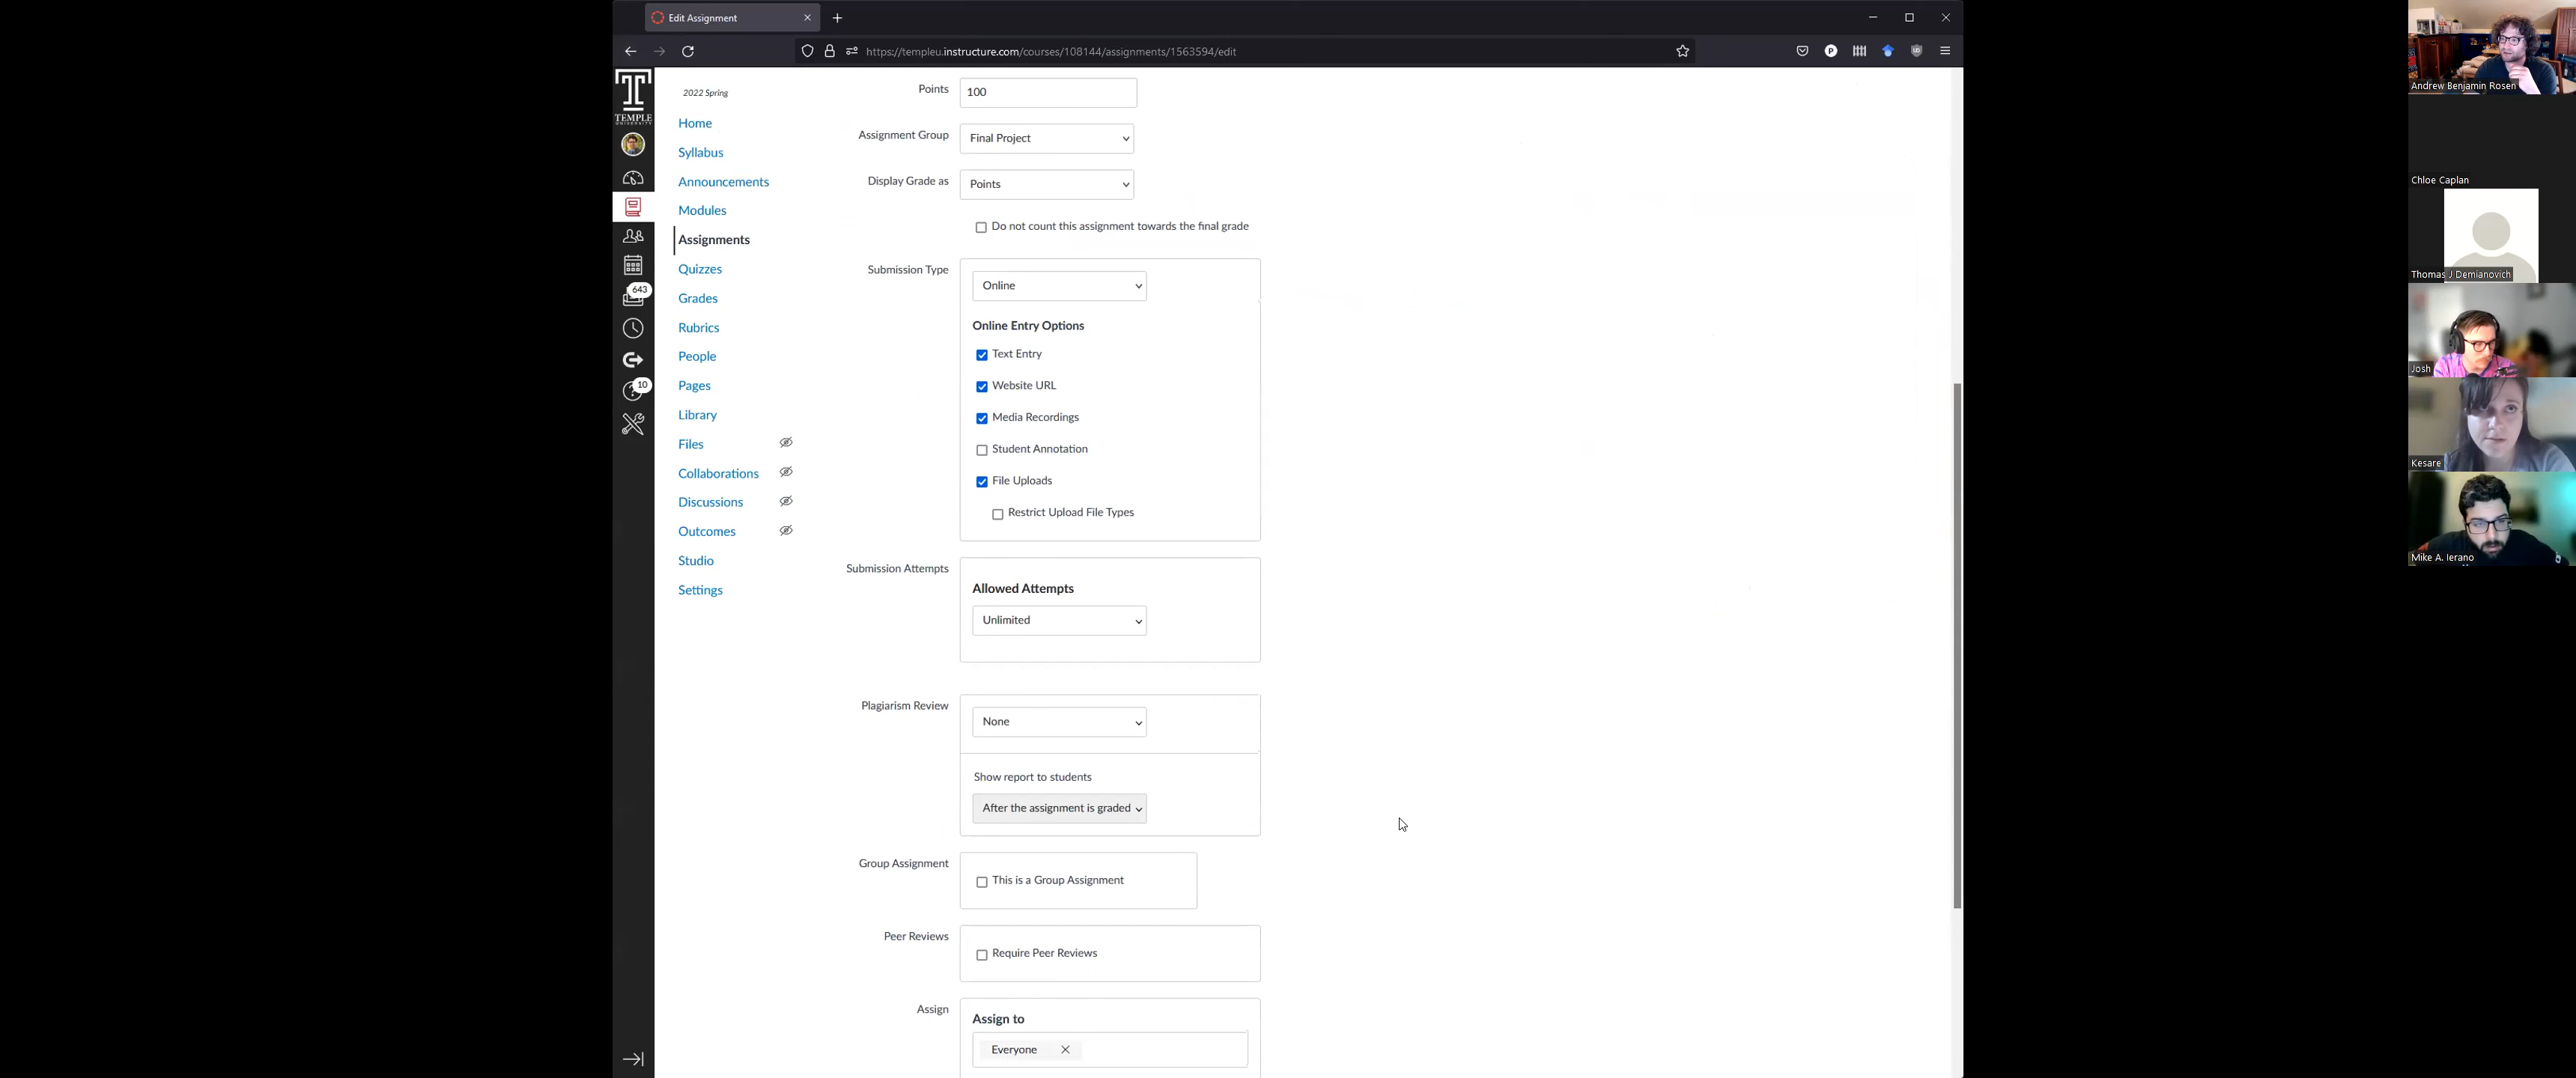 Edit Assignment
https://templeu.instructure.com/courses/108144/assignments/1563594/edit
TEMPLE
UNIVERSITY
643
10
2022 Spring
Home
Syllabus
Announcements
Modules
Assignments
Quizzes
Grades
Rubrics
People
Pages
Library
Files
Collaborations
Discussions
Outcomes
Studio
Settings
Points 100
Assignment Group Final Project
Display Grade as Points
Do not count this assignment towards the final grade
Submission Type Online
Online Entry Options
Text Entry
Website URL
Media Recordings
Student Annotation
File Uploads
Restrict Upload File Types
Submission Attempts
Allowed Attempts
Unlimited
Plagiarism Review None
Show report to students
After the assignment is graded
Group Assignment
This is a Group Assignment
Peer Reviews
Require Peer Reviews
Assign
Assign to
Everyone
Andrew Benjamin Rosen
Chloe Caplan
Thomas J Demianovich
Josh
Kesare
Mike A. Ierano